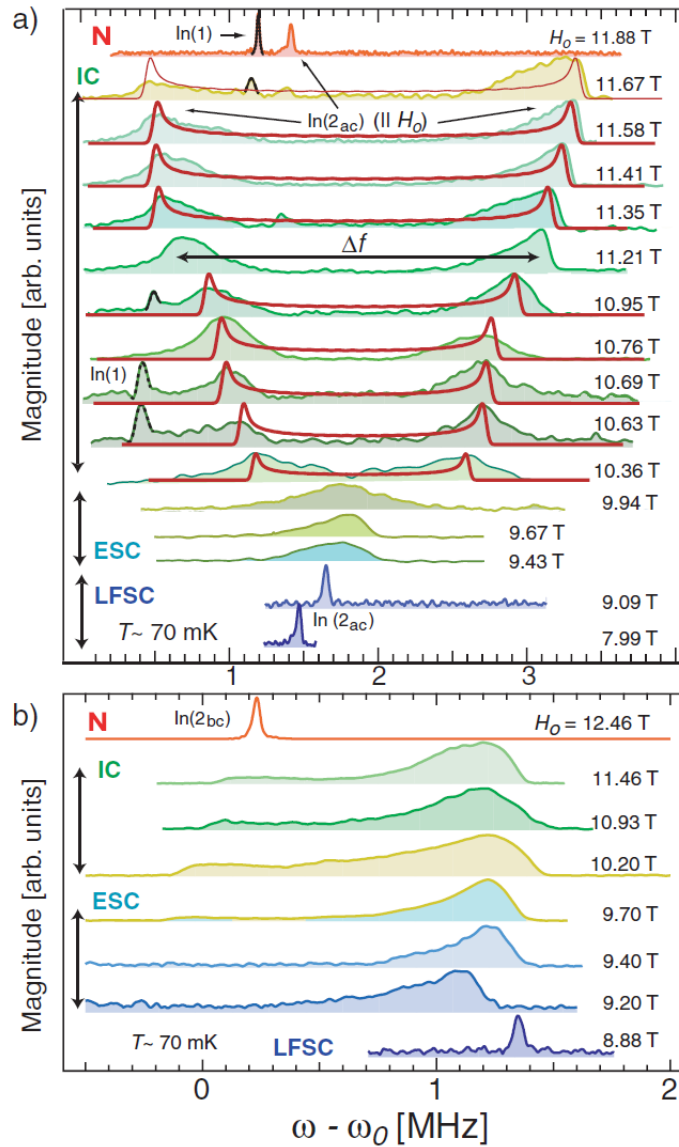 a)
N
In(1)
H₀ = 11.88 T
IC
11.67 T
In(2ac) (|| H₀)
11.58 T
11.41 T
11.35 T
Δf
11.21 T
10.95 T
10.76 T
In(1)
10.69 T
10.63 T
10.36 T
9.94 T
ESC
9.67 T
9.43 T
LFSC
9.09 T
In (2ac)
T~ 70 mK
7.99 T
Magnitude [arb. units]
1 2 3
b)
N
In(2bc)
H₀ = 12.46 T
IC
11.46 T
10.93 T
10.20 T
ESC
9.70 T
9.40 T
9.20 T
T~ 70 mK
LFSC
8.88 T
Magnitude [arb. units]
0 1 2
ω - ω₀ [MHz]